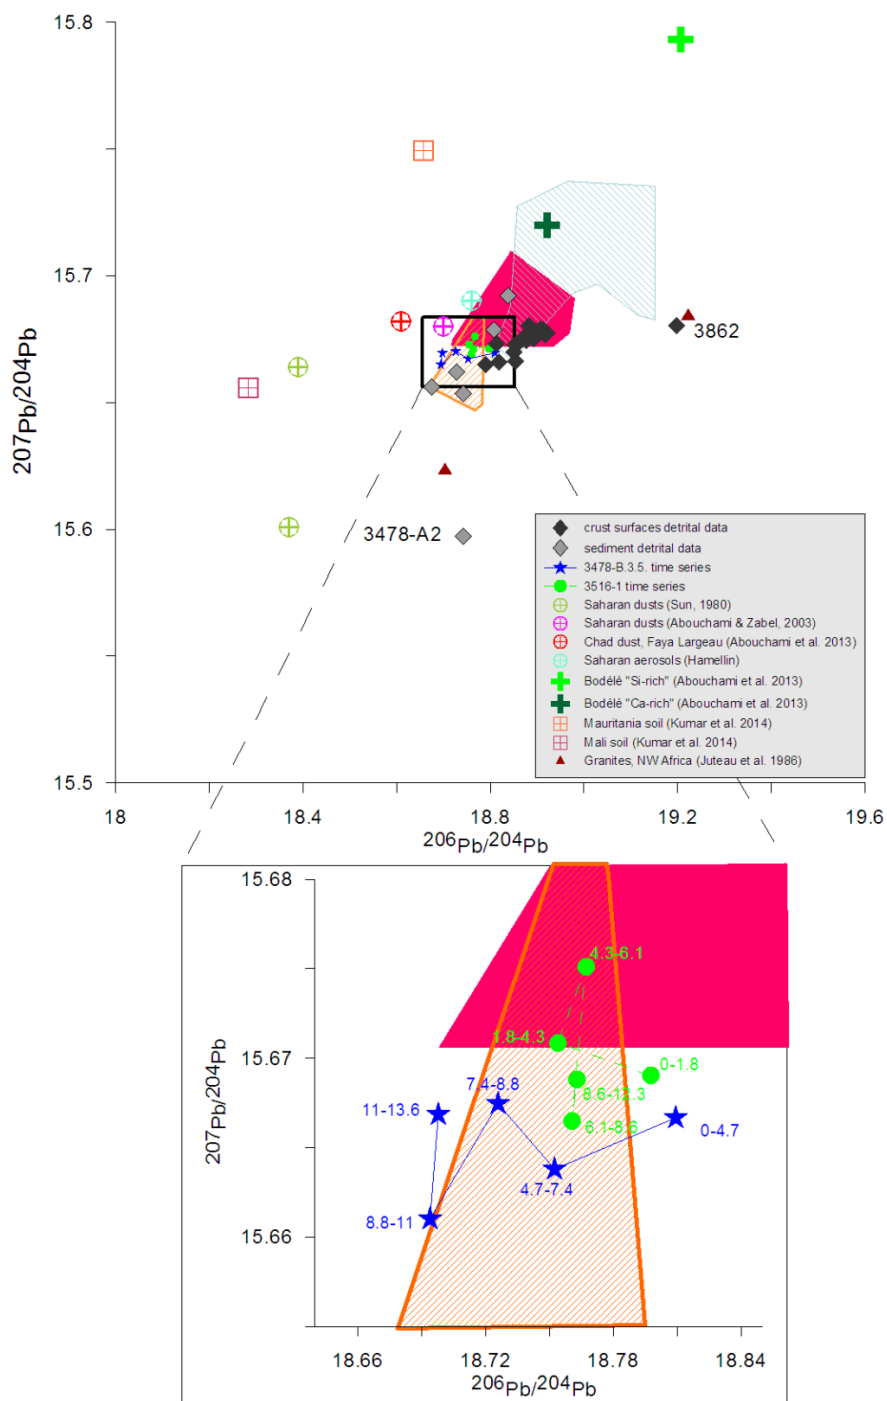 15.8
15.7
15.6
15.5
207Pb/204Pb
3862
3478-A2
crust surfaces detrital data
sediment detrital data
3478-B.3.5. time series
3516-1 time series
Saharan dusts (Sun, 1980)
Saharan dusts (Abouchami & Zabel, 2003)
Chad dust, Faya Largeau (Abouchami et al. 2013)
Saharan aerosols (Hamellin)
Bodélé "Si-rich" (Abouchami et al. 2013)
Bodélé "Ca-rich" (Abouchami et al. 2013)
Mauritania soil (Kumar et al. 2014)
Mali soil (Kumar et al. 2014)
Granites, NW Africa (Juteau et al. 1986)
18 18.4 18.8 19.2 19.6
206Pb/204Pb
15.68
15.67
15.66
207Pb/204Pb
4.3-6.1
1.8-4.3
0-1.8
7.4-8.8
8.6-12.3
11-13.6
6.1-8.6
0-4.7
4.7-7.4
8.8-11
18.66 18.72 18.78 18.84
206Pb/204Pb